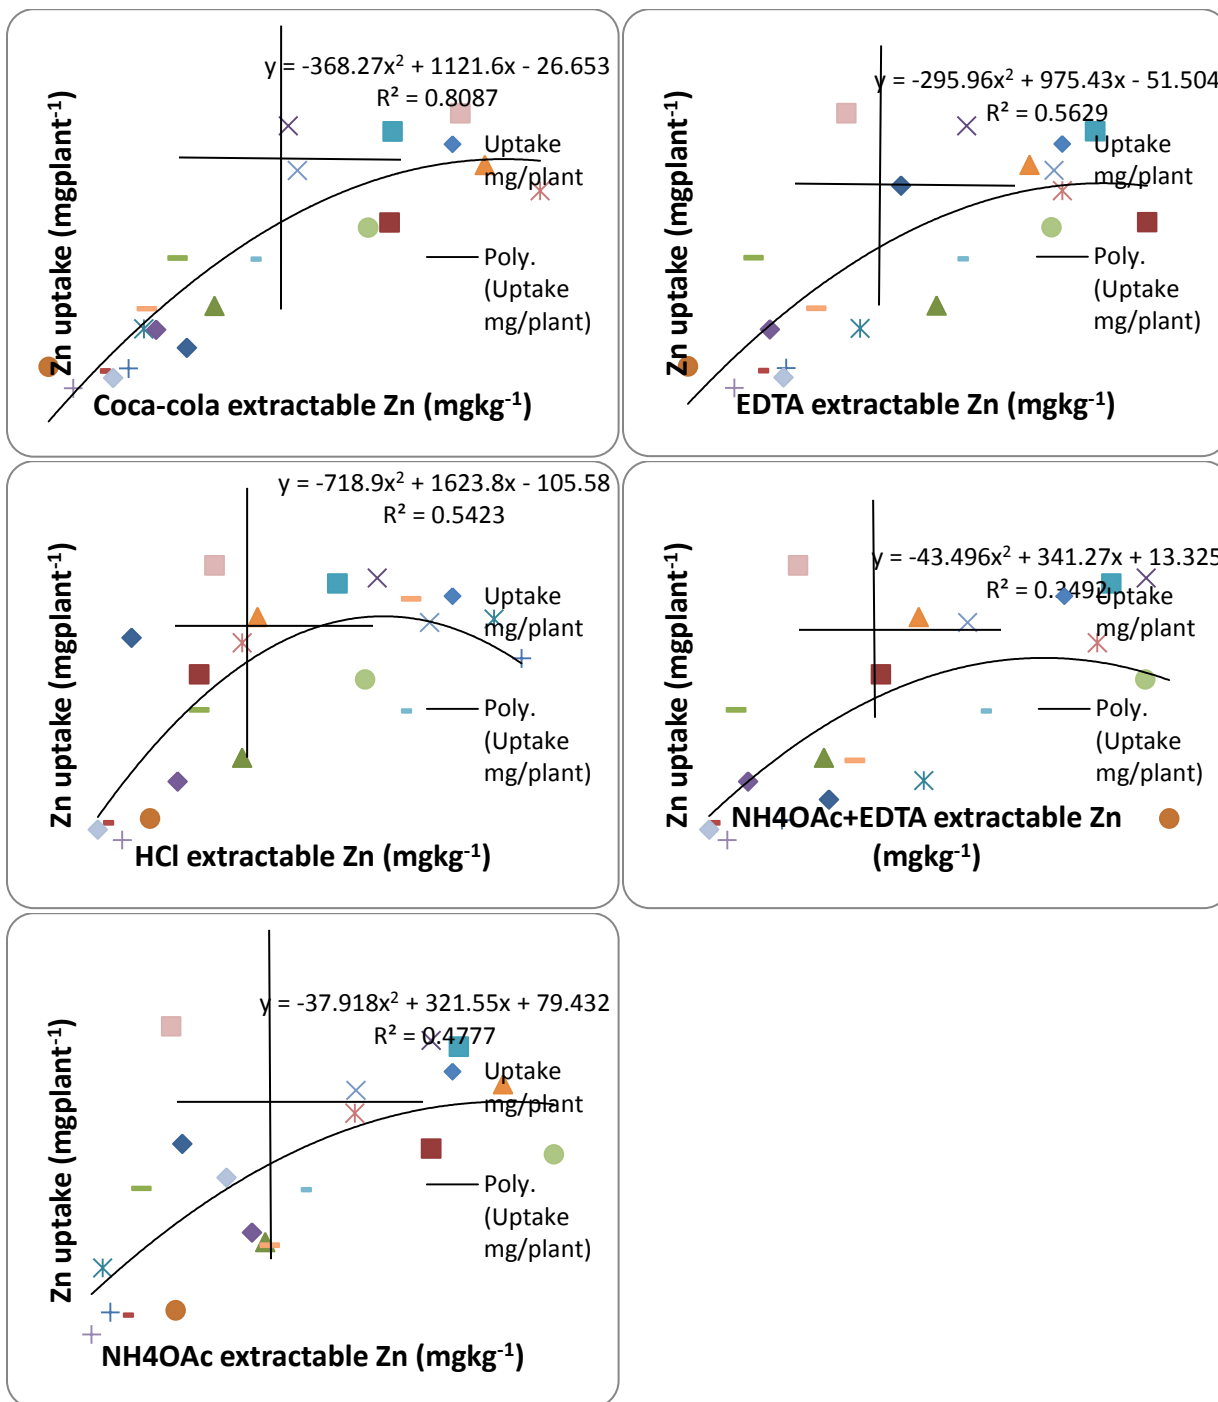 y = -368.27x² + 1121.6x - 26.653
R² = 0.8087
Zn uptake (mgplant⁻¹)
Uptake
mg/plant
Poly.
(Uptake
mg/plant)
Coca-cola extractable Zn (mgkg⁻¹)
y = -295.96x² + 975.43x - 51.504
R² = 0.5629
Zn uptake (mgplant⁻¹)
Uptake
mg/plant
Poly.
(Uptake
mg/plant)
EDTA extractable Zn (mgkg⁻¹)
y = -718.9x² + 1623.8x - 105.58
R² = 0.5423
Zn uptake (mgplant⁻¹)
Uptake
mg/plant
Poly.
(Uptake
mg/plant)
HCl extractable Zn (mgkg⁻¹)
y = -43.496x² + 341.27x + 13.325
R² = 0.3492
Zn uptake (mgplant⁻¹)
Uptake
mg/plant
Poly.
(Uptake
mg/plant)
NH4OAc+EDTA extractable Zn
(mgkg⁻¹)
y = -37.918x² + 321.55x + 79.432
R² = 0.4777
Zn uptake (mgplant⁻¹)
Uptake
mg/plant
Poly.
(Uptake
mg/plant)
NH4OAc extractable Zn (mgkg⁻¹)